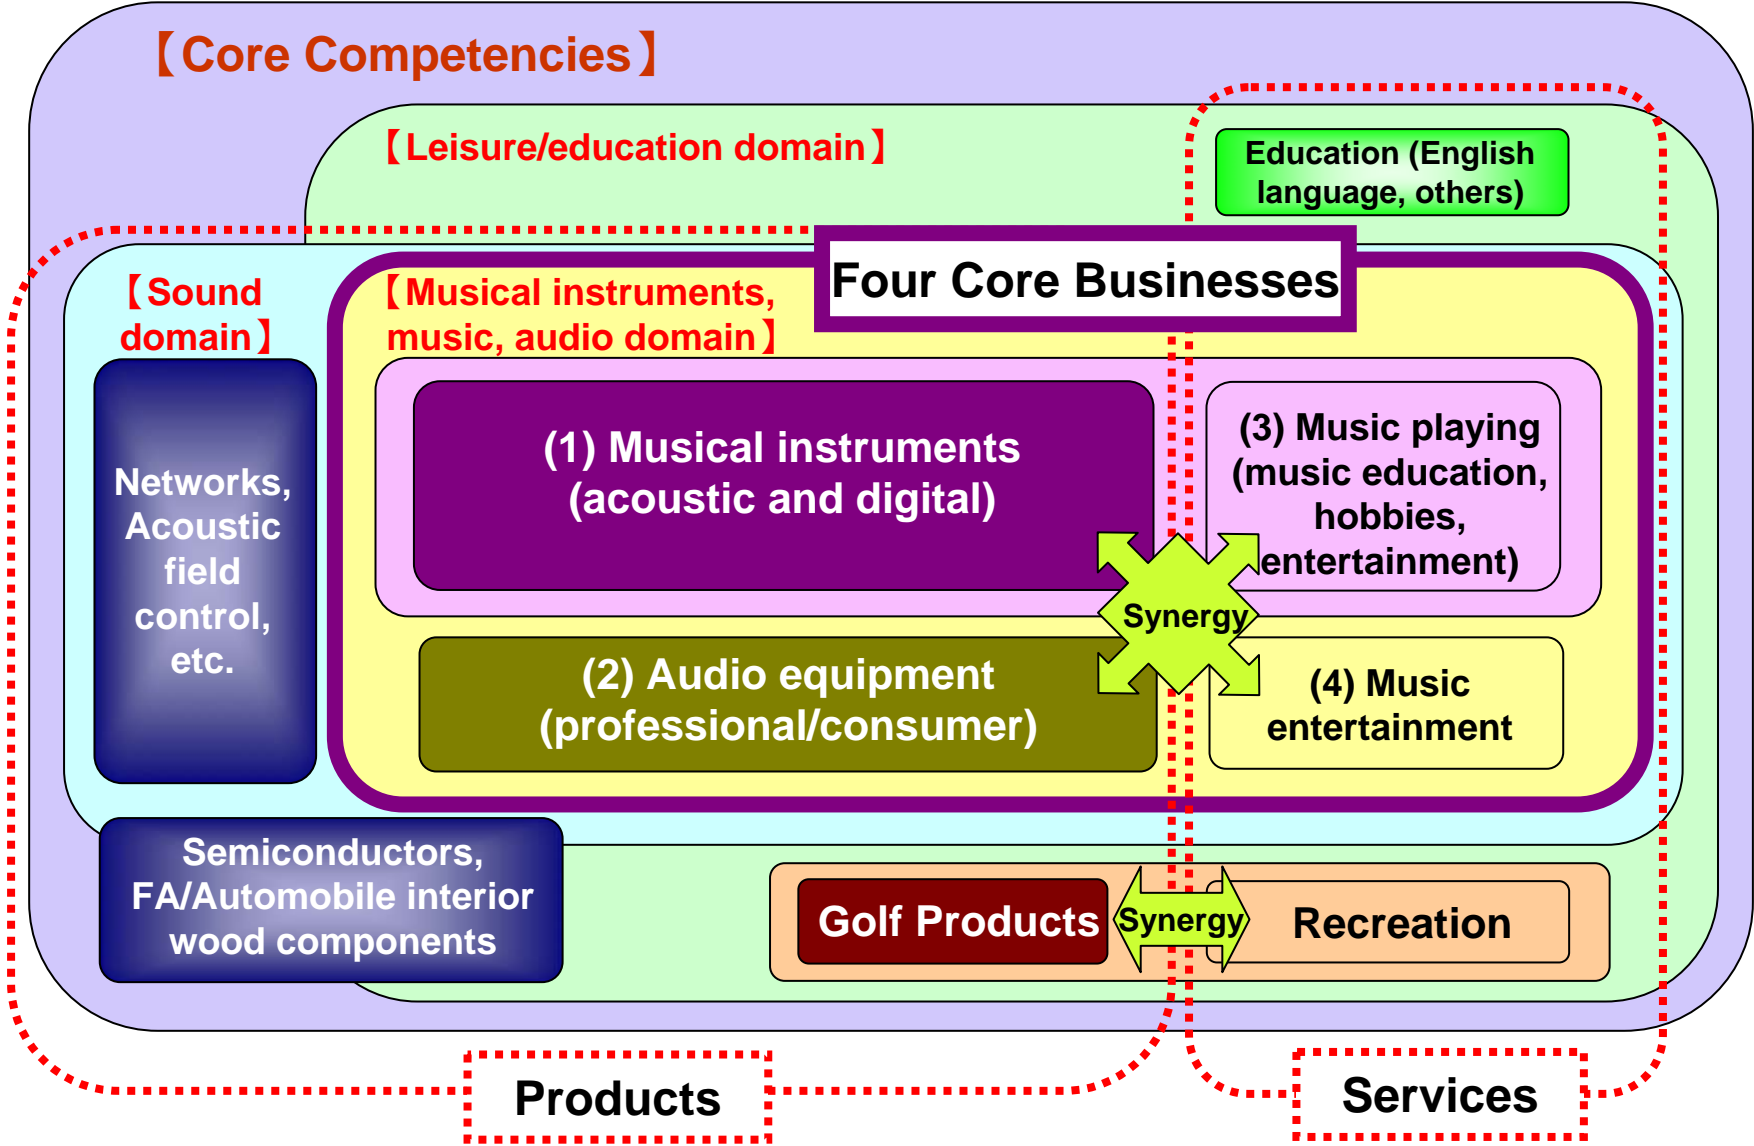 【Core Competencies】
【Leisure/education domain】
Education (English
language, others)
Four Core Businesses
【Sound
domain】
【Musical instruments,
music, audio domain】
Networks,
Acoustic
field
control,
etc.
(1) Musical instruments
(acoustic and digital)
(3) Music playing
(music education,
hobbies,
entertainment)
Synergy
(2) Audio equipment
(professional/consumer)
(4) Music
entertainment
Semiconductors,
FA/Automobile interior
wood components
Golf Products
Synergy
Recreation
Products
Services